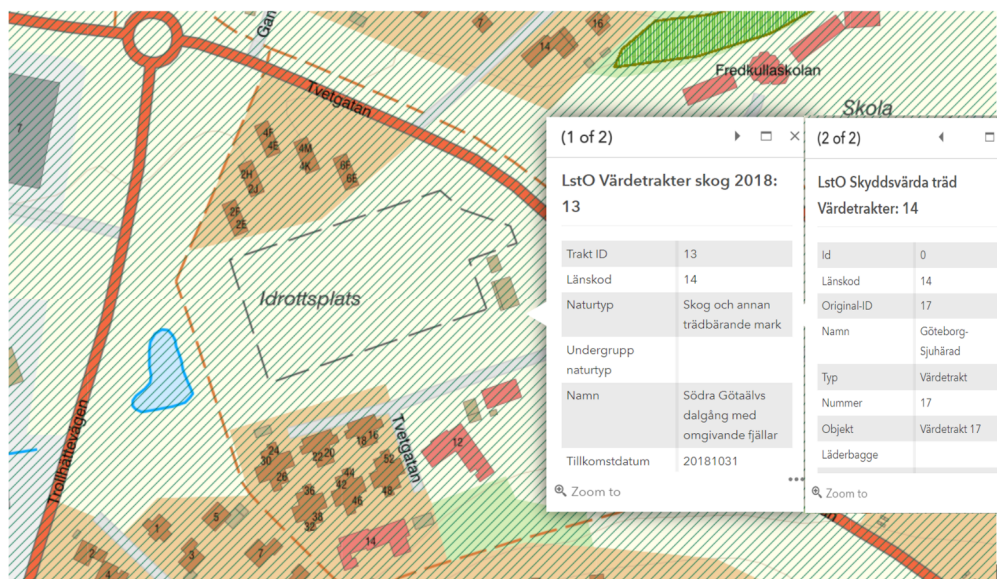 Gan
7
16
14
Fredkullaskolan
Skola
Tvetgatan
7
4F
4E
4M
4K
6F
6E
2H
2J
2F
2E
Idrottsplats
Trollhättevägen
Tvetgatan
16
18
24
30
22
20
26
52
44
42
48
36
46
38
32
12
14
1
5
2
3
7
4
(1 of 2)
LstO Värdetrakter skog 2018:
13
Trakt ID 13
Länskod 14
Naturtyp Skog och annan
trädbärande mark
Undergrupp
naturtyp
Namn Södra Götaälvs
dalgång med
omgivande fjällar
Tillkomstdatum 20181031
Zoom to
(2 of 2)
LstO Skyddsvärda träd
Värdetrakter: 14
Id 0
Länskod 14
Original-ID 17
Namn Göteborg-
Sjuhärad
Typ Värdetrakt
Nummer 17
Objekt Värdetrakt 17
Läderbagge
Zoom to